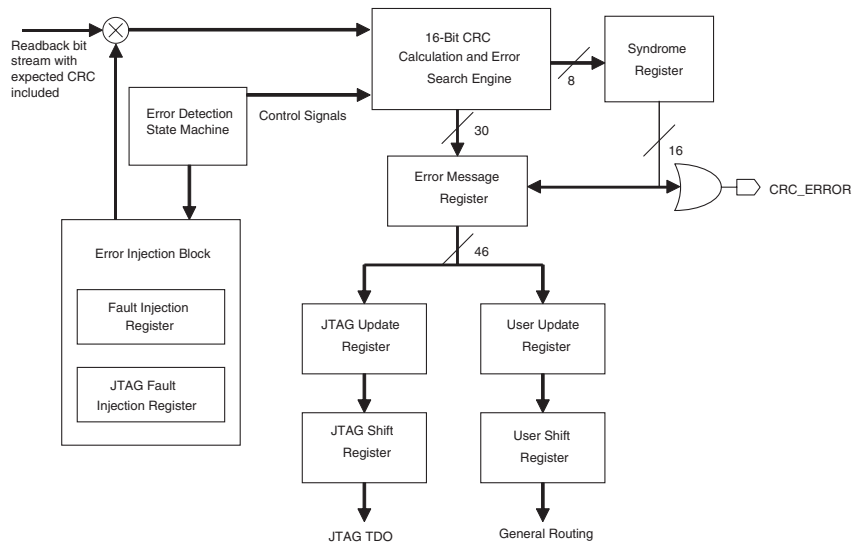 Readback bit
stream with
expected CRC
included
16-Bit CRC
Calculation and Error
Search Engine
8
Syndrome
Register
Error Detection
State Machine
Control Signals
30
16
Error Message
Register
CRC_ERROR
46
Error Injection Block
Fault Injection
Register
JTAG Fault
Injection Register
JTAG Update
Register
User Update
Register
JTAG Shift
Register
User Shift
Register
JTAG TDO
General Routing